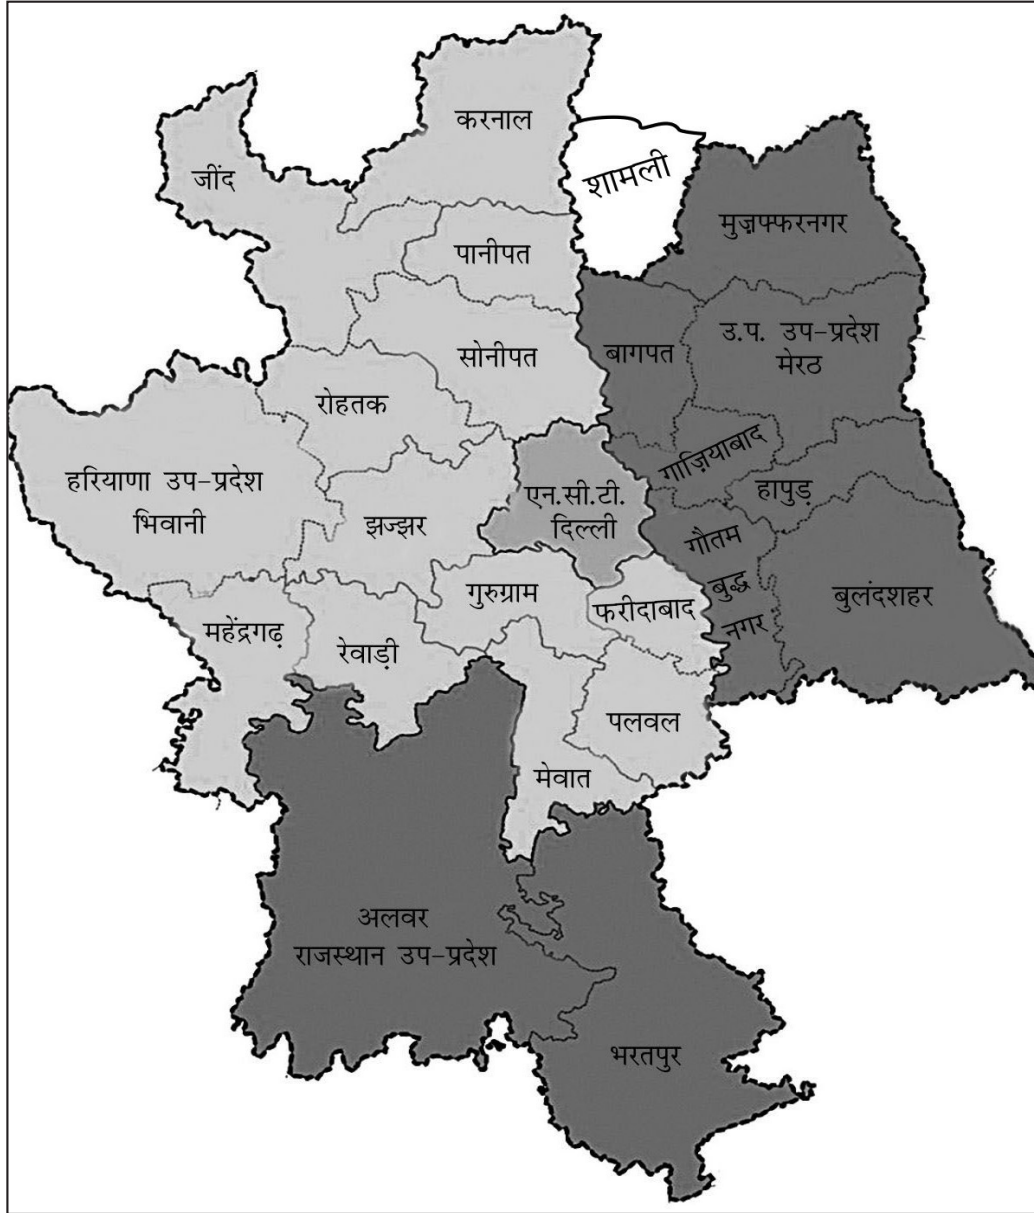 करनाल
शामली
जींद
मुज़फ्फरनगर
पानीपत
सोनीपत
बागपत
उ.प. उप-प्रदेश
मेरठ
रोहतक
गाज़ियाबाद
हापुड़
हरियाणा उप-प्रदेश
भिवानी
झज्झर
एन.सी.टी.
दिल्ली
गौतम
बुद्ध
नगर
बुलंदशहर
गुरुग्राम
फरीदाबाद
महेंद्रगढ़
रेवाड़ी
पलवल
मेवात
अलवर
राजस्थान उप-प्रदेश
भरतपुर